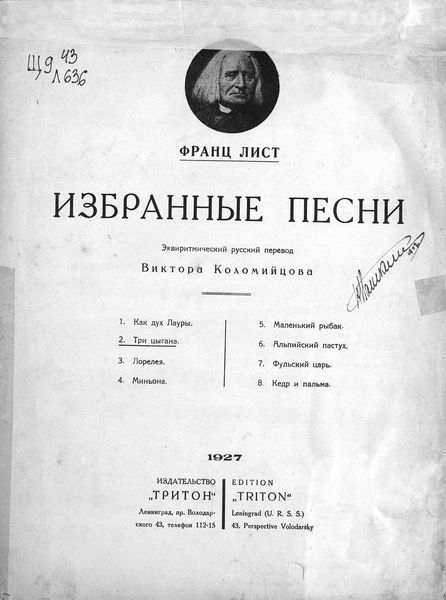 Щ9 43
Л636
ФРАНЦ ЛИСТ
ИЗБРАННЫЕ ПЕСНИ
Эквиритмический русский перевод
Виктора Коломийцова
1. Как дух Лауры.
2. Три цыгана.
3. Лорелея.
4. Миньона.
5. Маленький рыбак.
6. Альпийский пастух.
7. Фульский царь.
8. Кедр и пальма.
1927
ИЗДАТЕЛЬСТВО
„ТРИТОН“
Ленинград, пр. Володар-
ского 43, телефон 112-15
EDITION
„TRITON“
Leningrad (U. R. S. S.)
43, Perspective Volodarsky